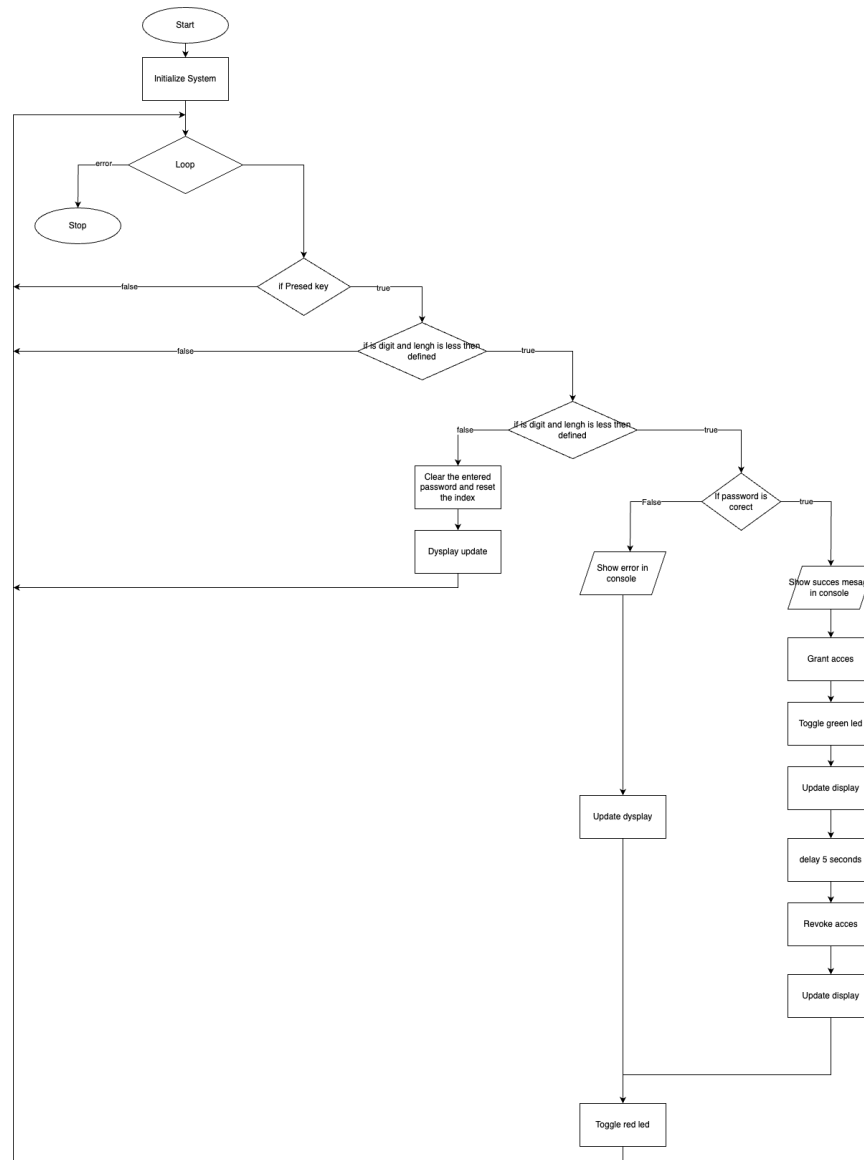 Start
Initialize System
Loop
error
Stop
if Presed key
false
true
if is digit and lengh is less then
defined
false
true
if is digit and lengh is less then
defined
false
true
Clear the entered
password and reset
the index
If password is
corect
False
true
Dysplay update
Show error in
console
Show succes mesag
in console
Grant acces
Toggle green led
Update display
Update dysplay
delay 5 seconds
Revoke acces
Update display
Toggle red led